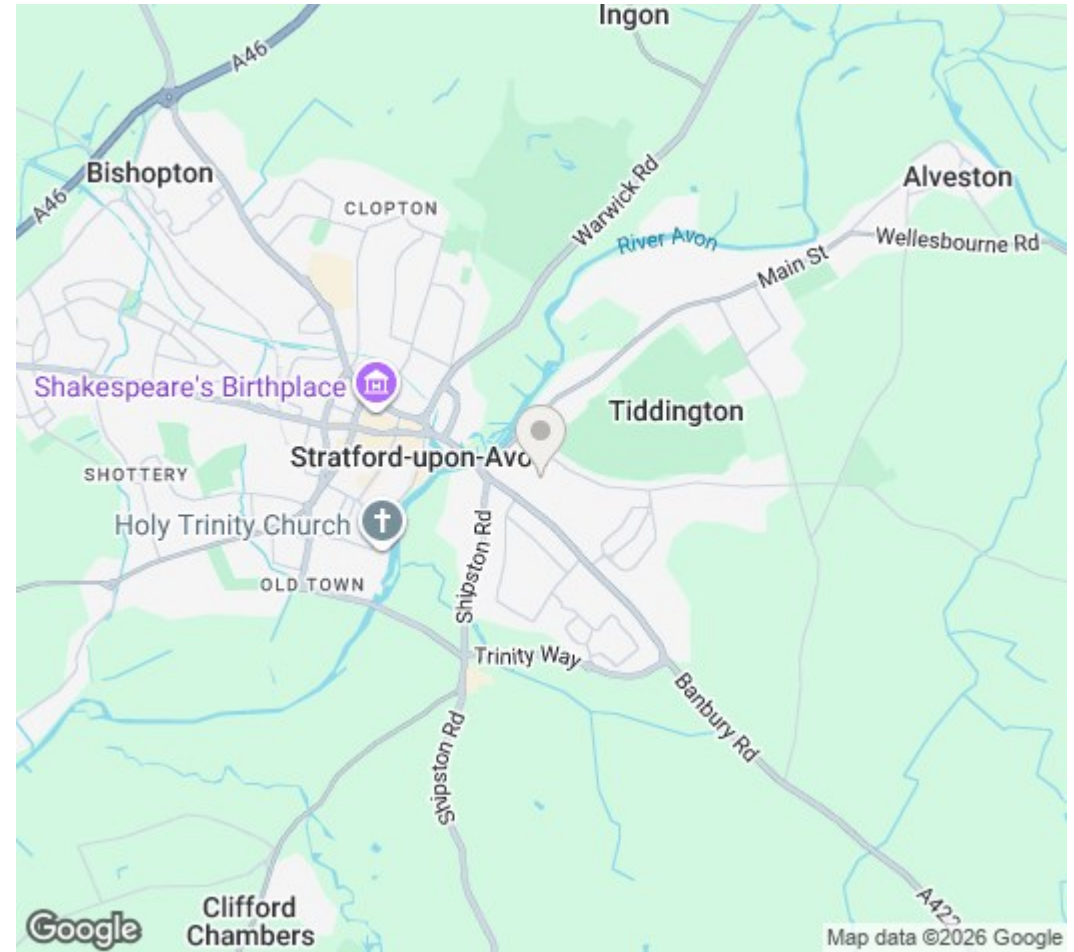 Ingon
A46
Bishopton
CLOPTON
Warwick Rd
Alveston
A46
River Avon
Wellesbourne Rd
Main St
Shakespeare's Birthplace
Tiddington
Stratford-upon-Avo
SHOTTERY
Holy Trinity Church
Shipston Rd
OLD TOWN
Trinity Way
Banbury Rd
Shipston Rd
A422
Clifford
Chambers
Google
Map data ©2026 Google